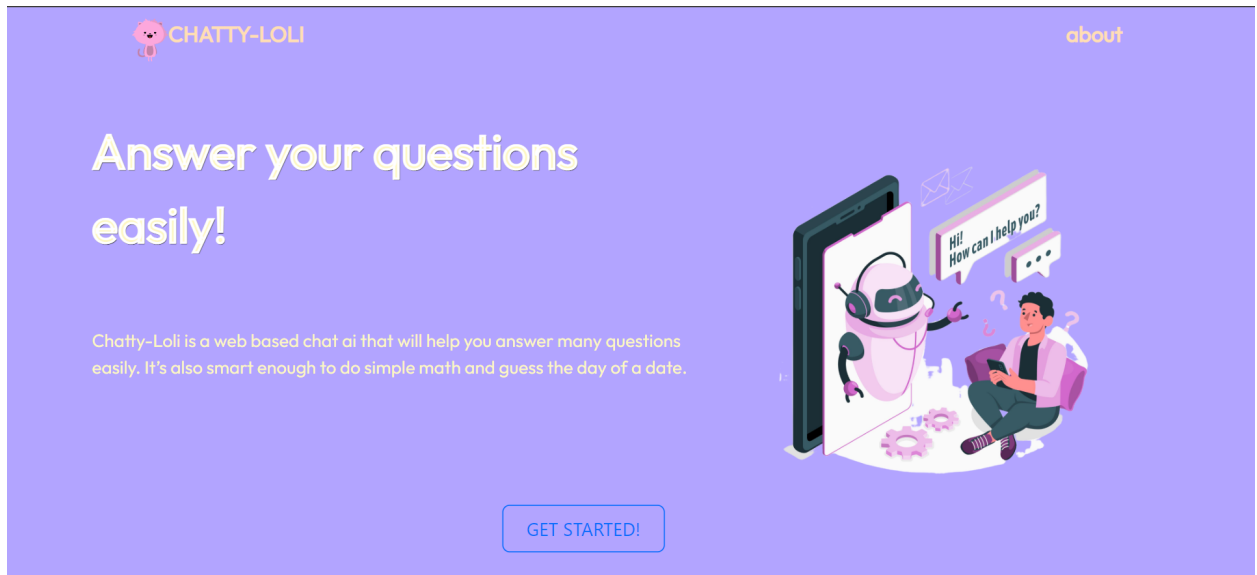 CHATTY-LOLI
about
Answer your questions
easily!
Chatty-Loli is a web based chat ai that will help you answer many questions
easily. It's also smart enough to do simple math and guess the day of a date.
Hi!
How can I help you?
GET STARTED!